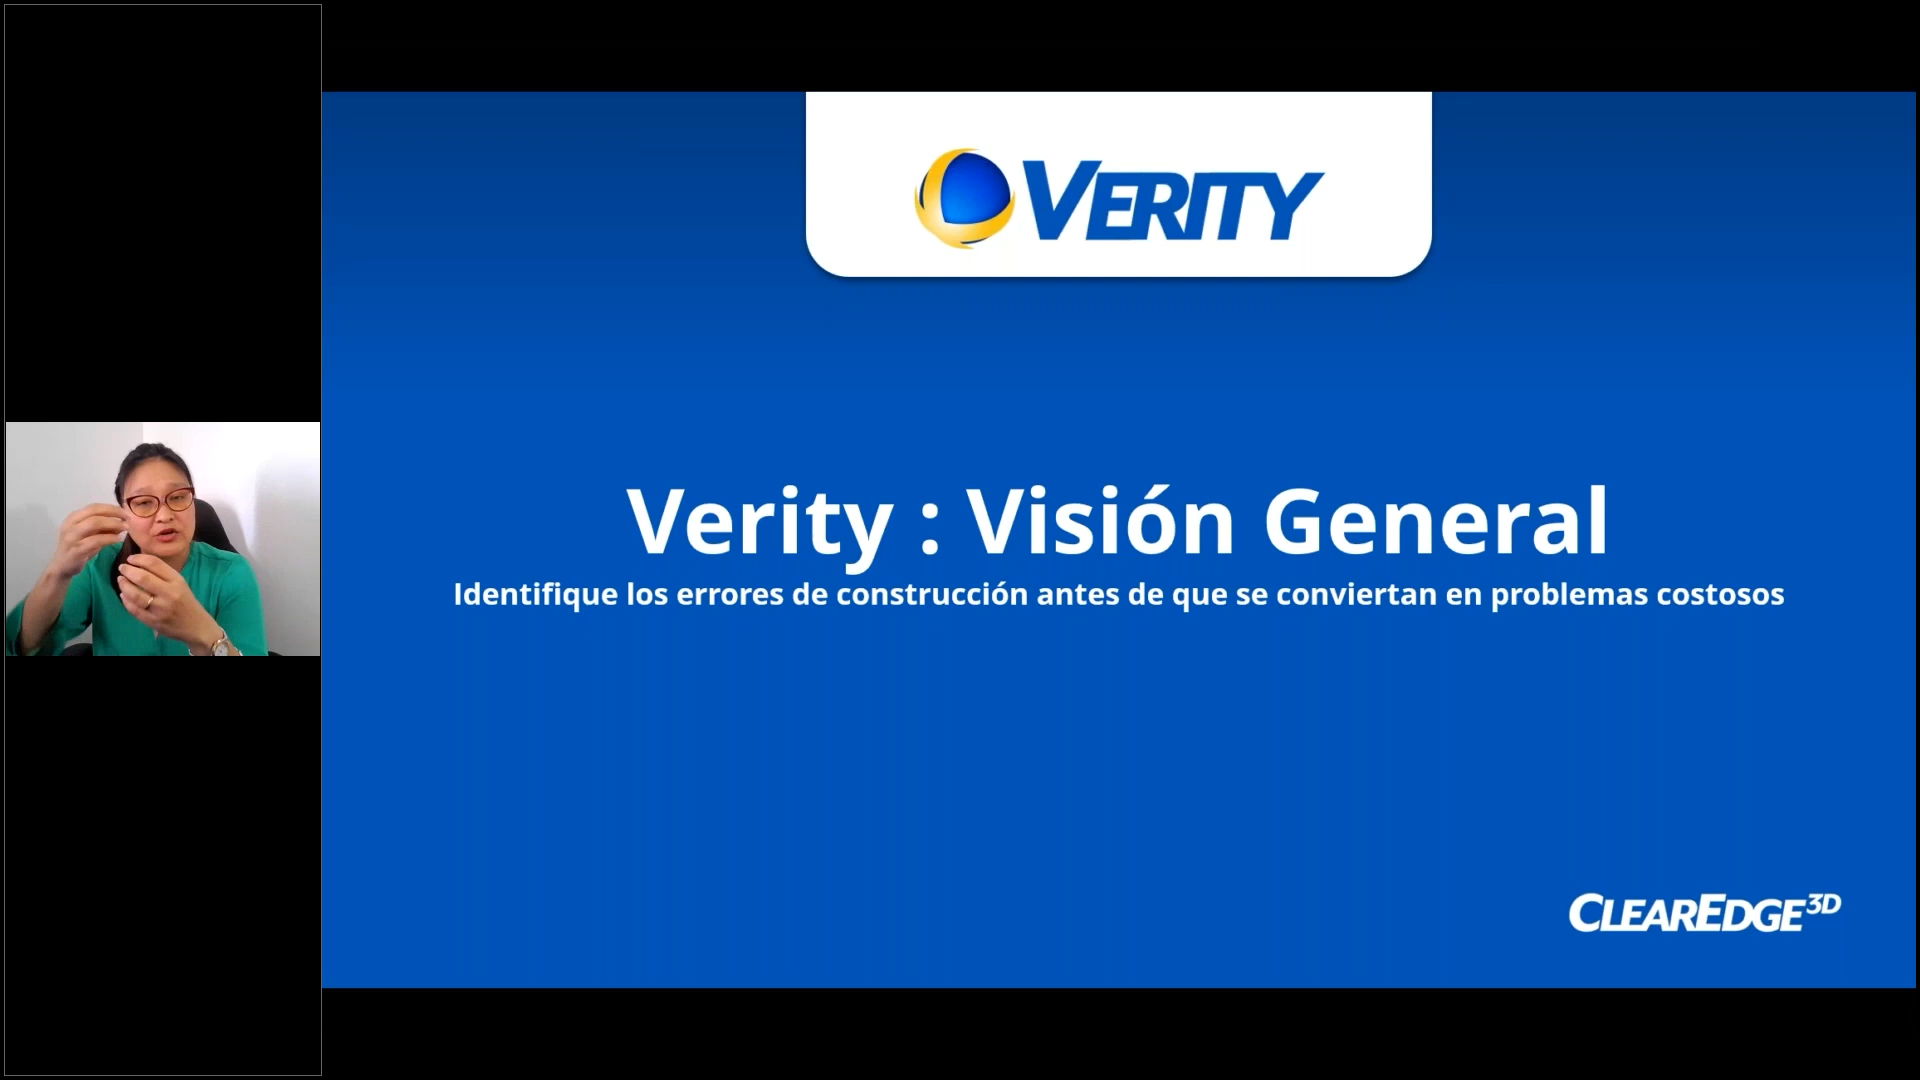 VERITY
Verity : Visión General
Identifique los errores de construcción antes de que se conviertan en problemas costosos
CLEAREDGE3D